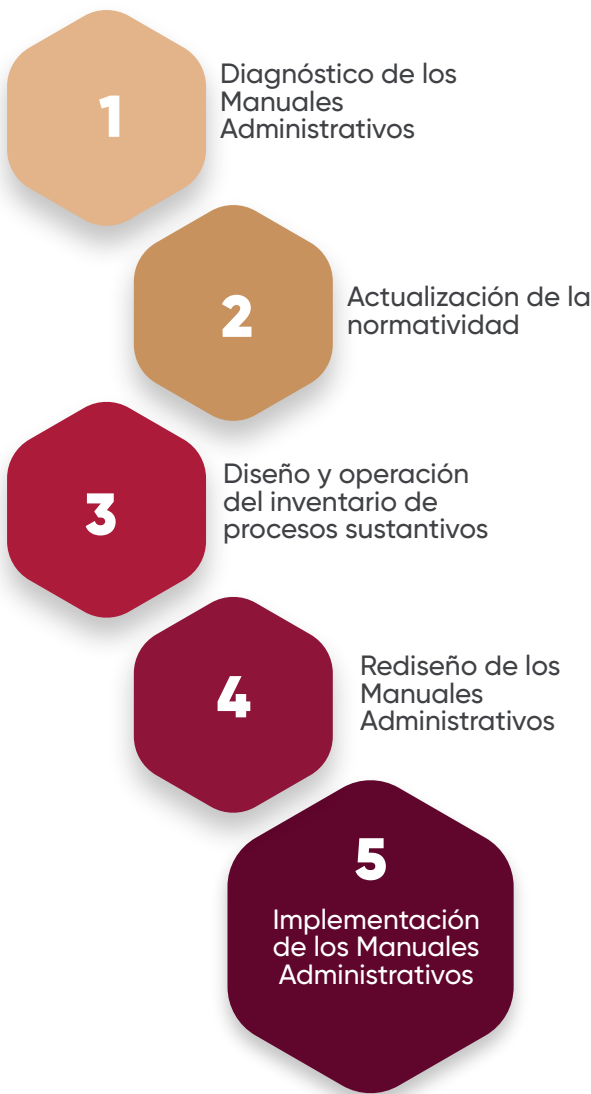 1
Diagnóstico de los
Manuales
Administrativos
2
Actualización de la
normatividad
3
Diseño y operación
del inventario de
procesos sustantivos
4
Rediseño de los
Manuales
Administrativos
5
Implementación
de los Manuales
Administrativos